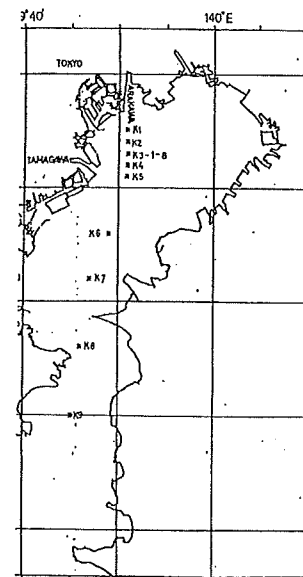 9°40' 140°E
TOKYO
ARAKAWA
K1
K2
TAMAGAWA K3-1-8
K4
K5
K6
K7
K8
K9